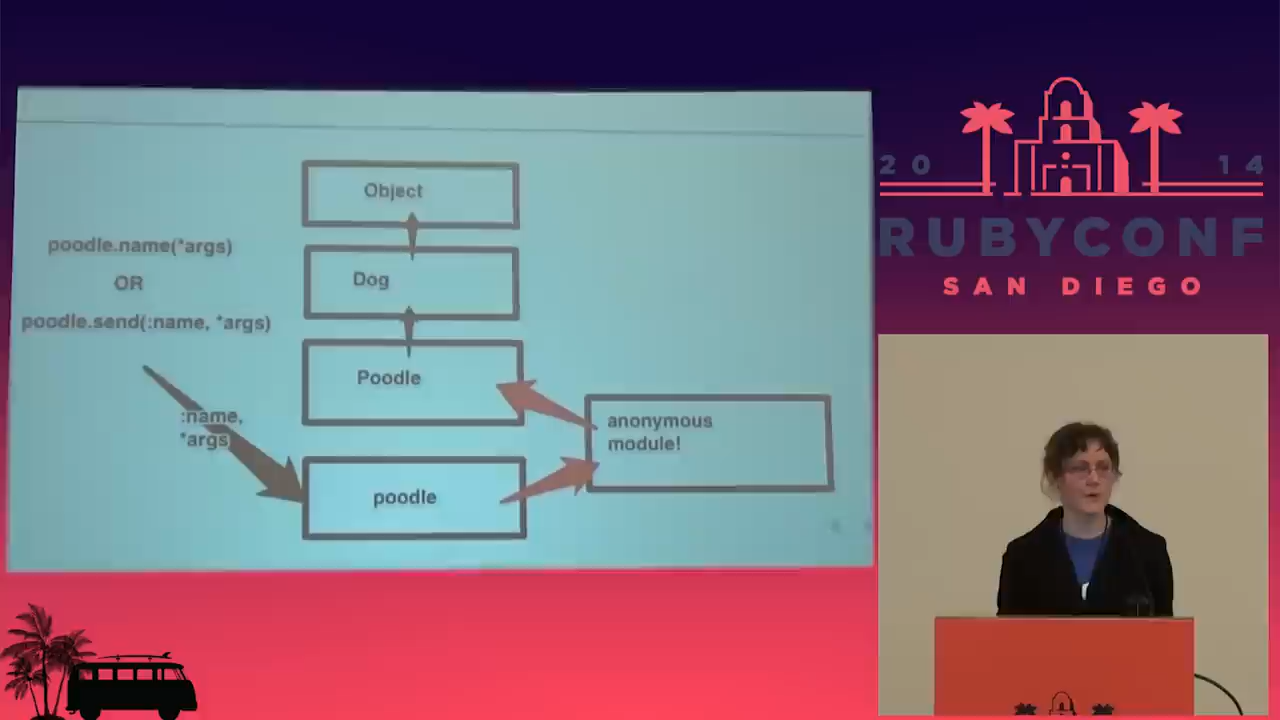 Object
poodle.name(*args)
OR
poodle.send(:name, *args)
Dog
Poodle
:name,
*args
anonymous
module!
poodle
20 14
RUBYCONF
SAN DIEGO